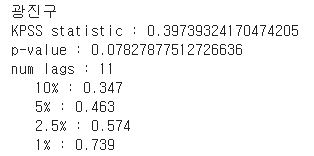 광진구
KPSS statistic : 0.39739324170474205
p-value : 0.07827877512726636
num lags : 11
10% : 0.347
5% : 0.463
2.5% : 0.574
1% : 0.739